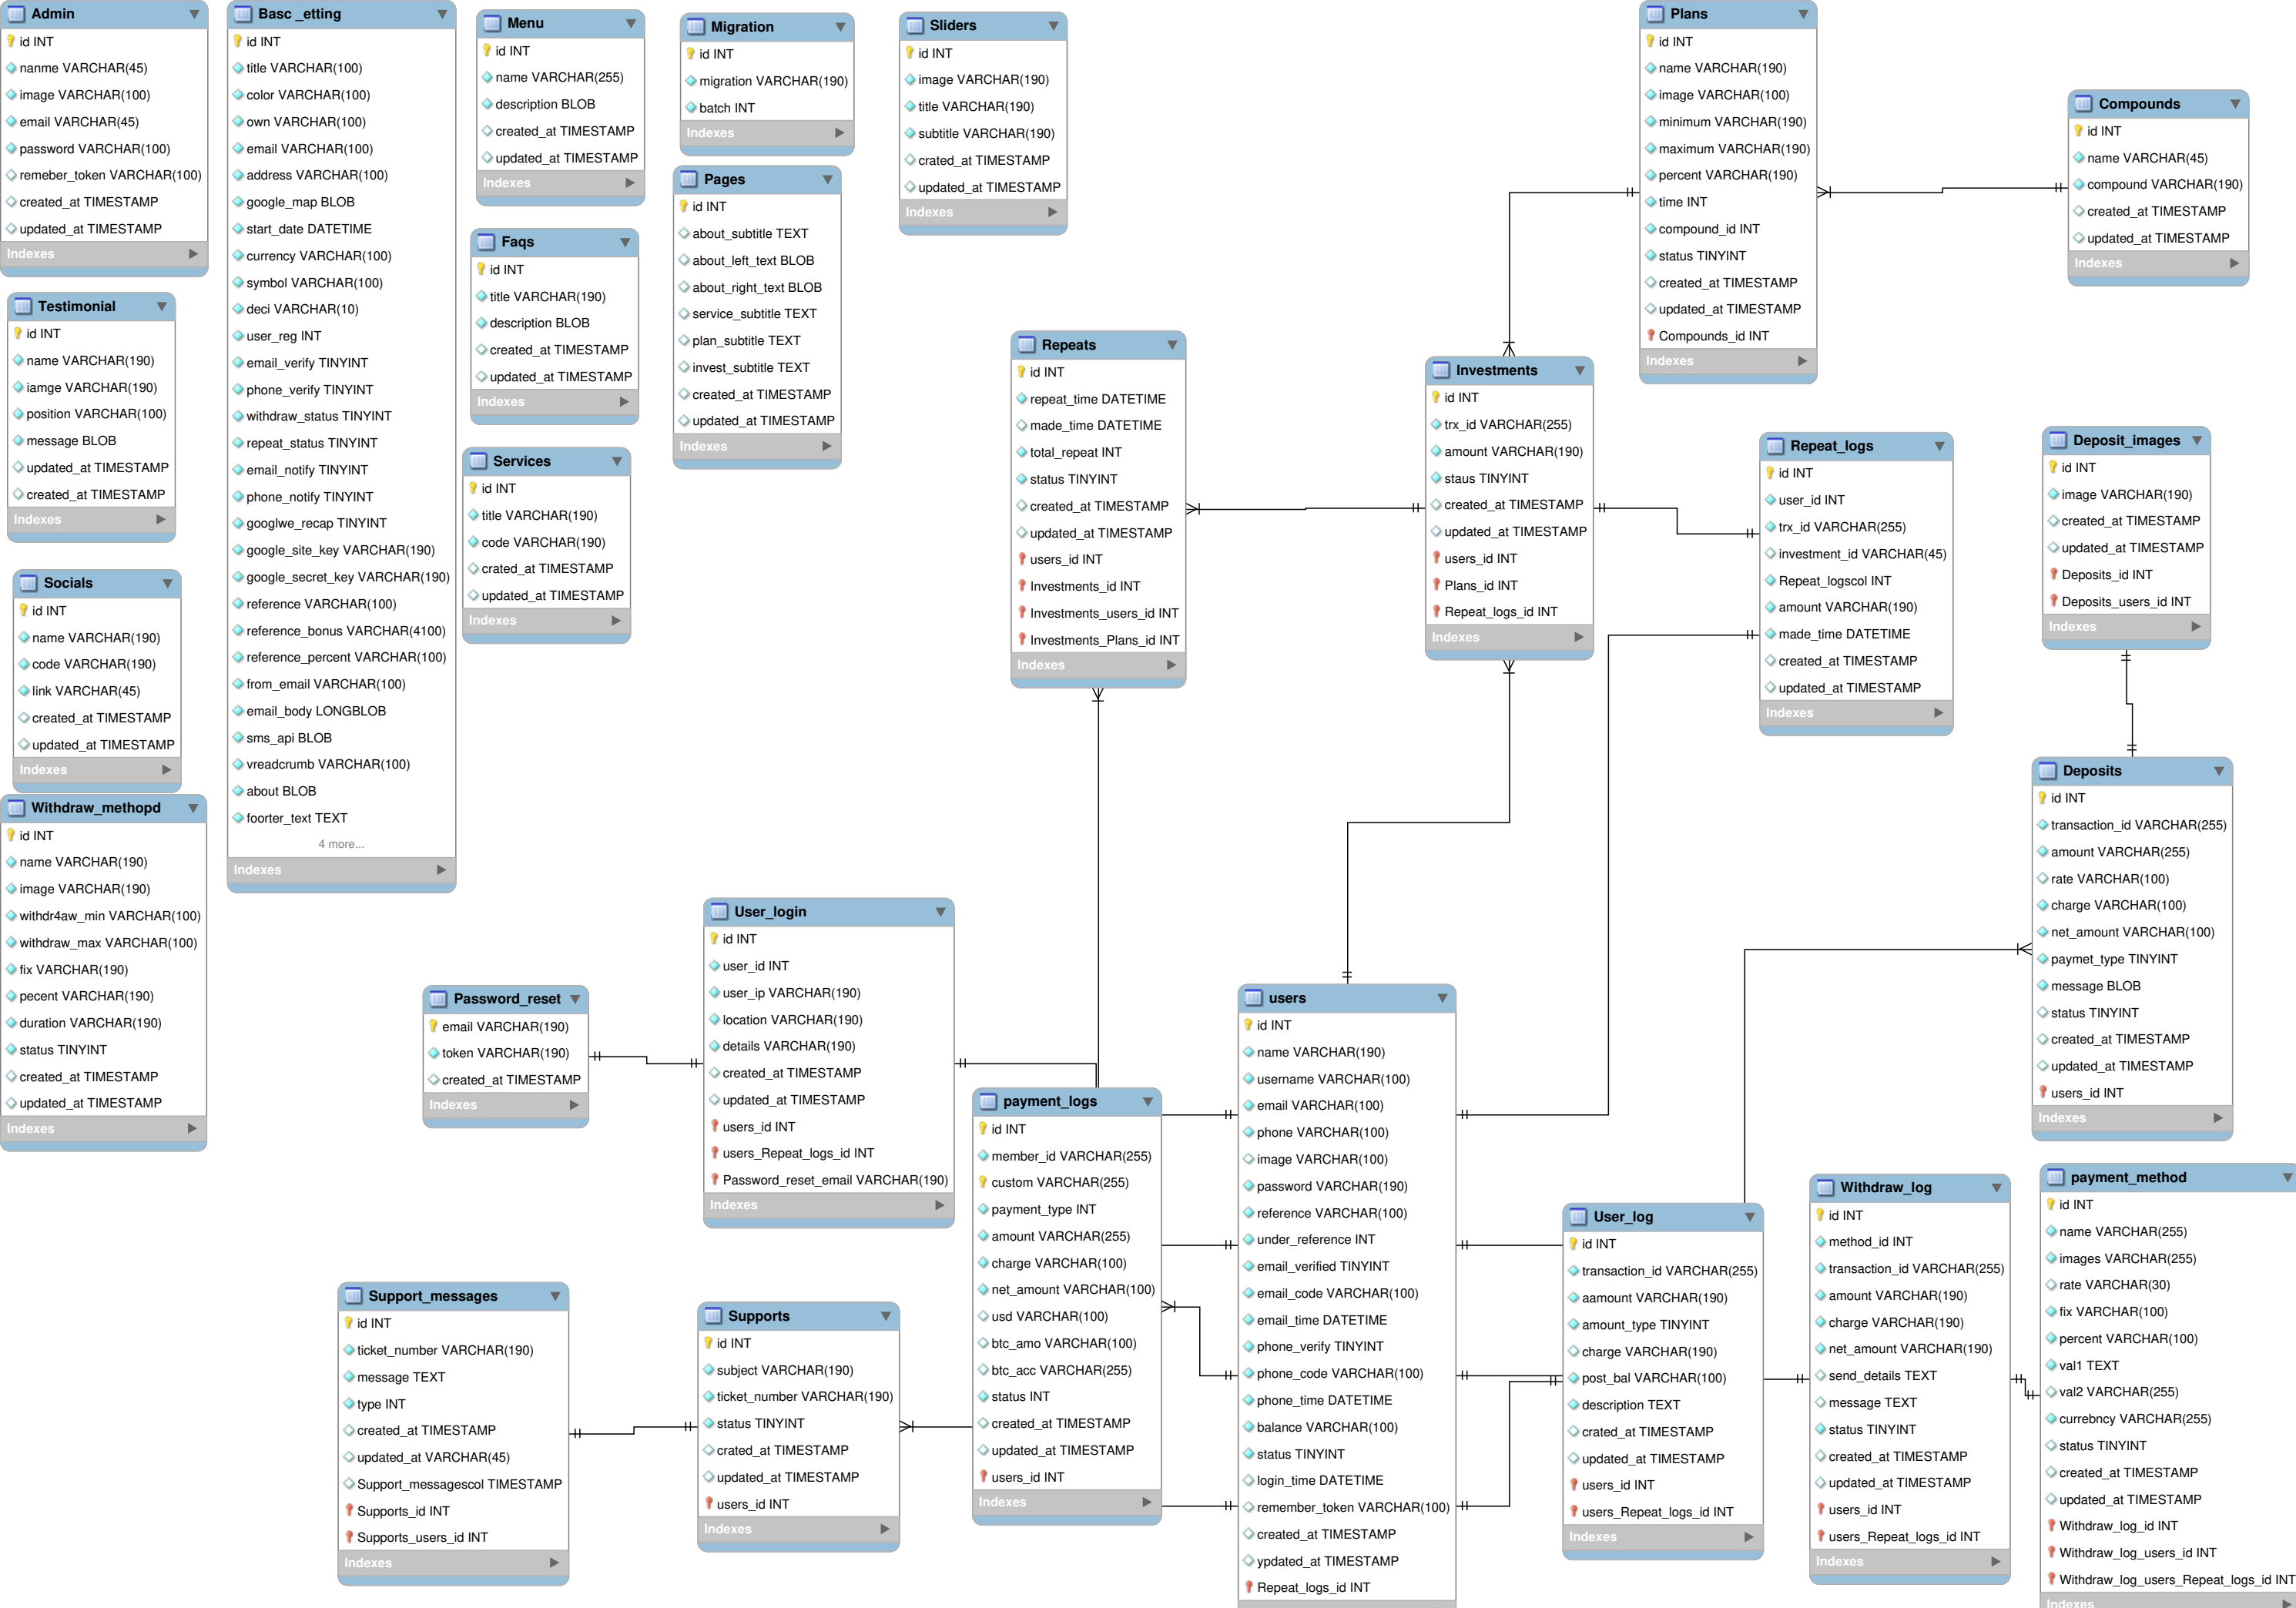 Admin
id INT
nanme VARCHAR(45)
image VARCHAR(100)
email VARCHAR(45)
password VARCHAR(100)
remeber_token VARCHAR(100)
created_at TIMESTAMP
updated_at TIMESTAMP
Indexes
Testimonial
id INT
name VARCHAR(190)
iamge VARCHAR(190)
position VARCHAR(100)
message BLOB
updated_at TIMESTAMP
created_at TIMESTAMP
Indexes
Socials
id INT
name VARCHAR(190)
code VARCHAR(190)
link VARCHAR(45)
created_at TIMESTAMP
updated_at TIMESTAMP
Indexes
Withdraw_methopd
id INT
name VARCHAR(190)
image VARCHAR(190)
withdr4aw_min VARCHAR(100)
withdraw_max VARCHAR(100)
fix VARCHAR(190)
pecent VARCHAR(190)
duration VARCHAR(190)
status TINYINT
created_at TIMESTAMP
updated_at TIMESTAMP
Indexes
Basc _etting
id INT
title VARCHAR(100)
color VARCHAR(100)
own VARCHAR(100)
email VARCHAR(100)
address VARCHAR(100)
google_map BLOB
start_date DATETIME
currency VARCHAR(100)
symbol VARCHAR(100)
deci VARCHAR(10)
user_reg INT
email_verify TINYINT
phone_verify TINYINT
withdraw_status TINYINT
repeat_status TINYINT
email_notify TINYINT
phone_notify TINYINT
googlwe_recap TINYINT
google_site_key VARCHAR(190)
google_secret_key VARCHAR(190)
reference VARCHAR(100)
reference_bonus VARCHAR(4100)
reference_percent VARCHAR(100)
from_email VARCHAR(100)
email_body LONGBLOB
sms_api BLOB
vreadcrumb VARCHAR(100)
about BLOB
foorter_text TEXT
4 more...
Indexes
Menu
id INT
name VARCHAR(255)
description BLOB
created_at TIMESTAMP
updated_at TIMESTAMP
Indexes
Faqs
id INT
title VARCHAR(190)
description BLOB
created_at TIMESTAMP
updated_at TIMESTAMP
Indexes
Services
id INT
title VARCHAR(190)
code VARCHAR(190)
crated_at TIMESTAMP
updated_at TIMESTAMP
Indexes
Migration
id INT
migration VARCHAR(190)
batch INT
Indexes
Pages
id INT
about_subtitle TEXT
about_left_text BLOB
about_right_text BLOB
service_subtitle TEXT
plan_subtitle TEXT
invest_subtitle TEXT
created_at TIMESTAMP
updated_at TIMESTAMP
Indexes
Sliders
id INT
image VARCHAR(190)
title VARCHAR(190)
subtitle VARCHAR(190)
crated_at TIMESTAMP
updated_at TIMESTAMP
Indexes
Plans
id INT
name VARCHAR(190)
image VARCHAR(100)
minimum VARCHAR(190)
maximum VARCHAR(190)
percent VARCHAR(190)
time INT
compound_id INT
status TINYINT
created_at TIMESTAMP
updated_at TIMESTAMP
Compounds_id INT
Indexes
Compounds
id INT
name VARCHAR(45)
compound VARCHAR(190)
created_at TIMESTAMP
updated_at TIMESTAMP
Indexes
Repeats
id INT
repeat_time DATETIME
made_time DATETIME
total_repeat INT
status TINYINT
created_at TIMESTAMP
updated_at TIMESTAMP
users_id INT
Investments_id INT
Investments_users_id INT
Investments_Plans_id INT
Indexes
Investments
id INT
trx_id VARCHAR(255)
amount VARCHAR(190)
staus TINYINT
created_at TIMESTAMP
updated_at TIMESTAMP
users_id INT
Plans_id INT
Repeat_logs_id INT
Indexes
Repeat_logs
id INT
user_id INT
trx_id VARCHAR(255)
investment_id VARCHAR(45)
Repeat_logscol INT
amount VARCHAR(190)
made_time DATETIME
created_at TIMESTAMP
updated_at TIMESTAMP
Indexes
Deposit_images
id INT
image VARCHAR(190)
created_at TIMESTAMP
updated_at TIMESTAMP
Deposits_id INT
Deposits_users_id INT
Indexes
Deposits
id INT
transaction_id VARCHAR(255)
amount VARCHAR(255)
rate VARCHAR(100)
charge VARCHAR(100)
net_amount VARCHAR(100)
paymet_type TINYINT
message BLOB
status TINYINT
created_at TIMESTAMP
updated_at TIMESTAMP
users_id INT
Indexes
Password_reset
email VARCHAR(190)
token VARCHAR(190)
created_at TIMESTAMP
Indexes
User_login
id INT
user_id INT
user_ip VARCHAR(190)
location VARCHAR(190)
details VARCHAR(190)
created_at TIMESTAMP
updated_at TIMESTAMP
users_id INT
users_Repeat_logs_id INT
Password_reset_email VARCHAR(190)
Indexes
payment_logs
id INT
member_id VARCHAR(255)
custom VARCHAR(255)
payment_type INT
amount VARCHAR(255)
charge VARCHAR(100)
net_amount VARCHAR(100)
usd VARCHAR(100)
btc_amo VARCHAR(100)
btc_acc VARCHAR(255)
status INT
created_at TIMESTAMP
updated_at TIMESTAMP
users_id INT
Indexes
users
id INT
name VARCHAR(190)
username VARCHAR(100)
email VARCHAR(100)
phone VARCHAR(100)
image VARCHAR(100)
password VARCHAR(190)
reference VARCHAR(100)
under_reference INT
email_verified TINYINT
email_code VARCHAR(100)
email_time DATETIME
phone_verify TINYINT
phone_code VARCHAR(100)
phone_time DATETIME
balance VARCHAR(100)
status TINYINT
login_time DATETIME
remember_token VARCHAR(100)
created_at TIMESTAMP
ypdated_at TIMESTAMP
Repeat_logs_id INT
Support_messages
id INT
ticket_number VARCHAR(190)
message TEXT
type INT
created_at TIMESTAMP
updated_at VARCHAR(45)
Support_messagescol TIMESTAMP
Supports_id INT
Supports_users_id INT
Indexes
Supports
id INT
subject VARCHAR(190)
ticket_number VARCHAR(190)
status TINYINT
crated_at TIMESTAMP
updated_at TIMESTAMP
users_id INT
Indexes
User_log
id INT
transaction_id VARCHAR(255)
aamount VARCHAR(190)
amount_type TINYINT
charge VARCHAR(190)
post_bal VARCHAR(100)
description TEXT
crated_at TIMESTAMP
updated_at TIMESTAMP
users_id INT
users_Repeat_logs_id INT
Indexes
Withdraw_log
id INT
method_id INT
transaction_id VARCHAR(255)
amount VARCHAR(190)
charge VARCHAR(190)
net_amount VARCHAR(190)
send_details TEXT
message TEXT
status TINYINT
created_at TIMESTAMP
updated_at TIMESTAMP
users_id INT
users_Repeat_logs_id INT
Indexes
payment_method
id INT
name VARCHAR(255)
images VARCHAR(255)
rate VARCHAR(30)
fix VARCHAR(100)
percent VARCHAR(100)
val1 TEXT
val2 VARCHAR(255)
currebncy VARCHAR(255)
status TINYINT
created_at TIMESTAMP
updated_at TIMESTAMP
Withdraw_log_id INT
Withdraw_log_users_id INT
Withdraw_log_users_Repeat_logs_id INT
Indexes